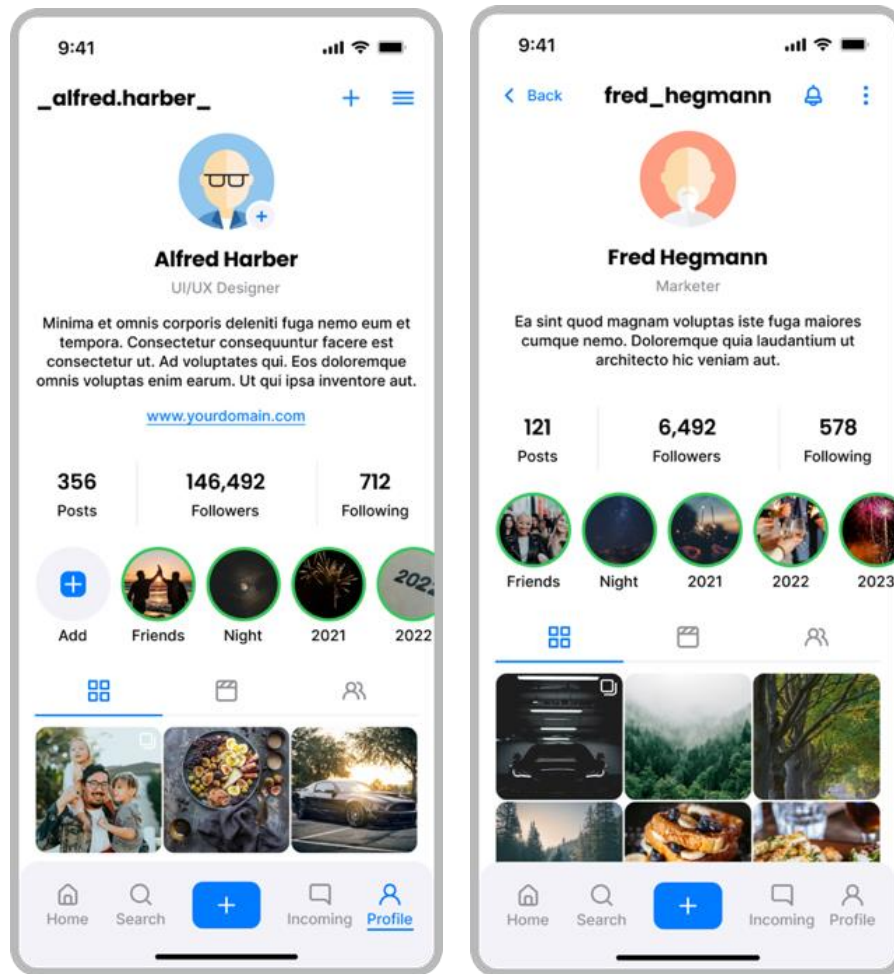 9:41
_alfred.harber_
Alfred Harber
UI/UX Designer
Minima et omnis corporis deleniti fuga nemo eum et
tempora. Consectetur consequuntur facere est
consectetur ut. Ad voluptates qui. Eos doloremque
omnis voluptas enim earum. Ut qui ipsa inventore aut.
www.yourdomain.com
356 146,492 712
Posts Followers Following
2022
Add Friends Night 2021 2022
Home Search Incoming Profile
9:41
Back fred_hegmann
Fred Hegmann
Marketer
Ea sint quod magnam voluptas iste fuga maiores
cumque nemo. Doloremque quia laudantium ut
architecto hic veniam aut.
121 6,492 578
Posts Followers Following
Friends Night 2021 2022 2023
Home Search Incoming Profile